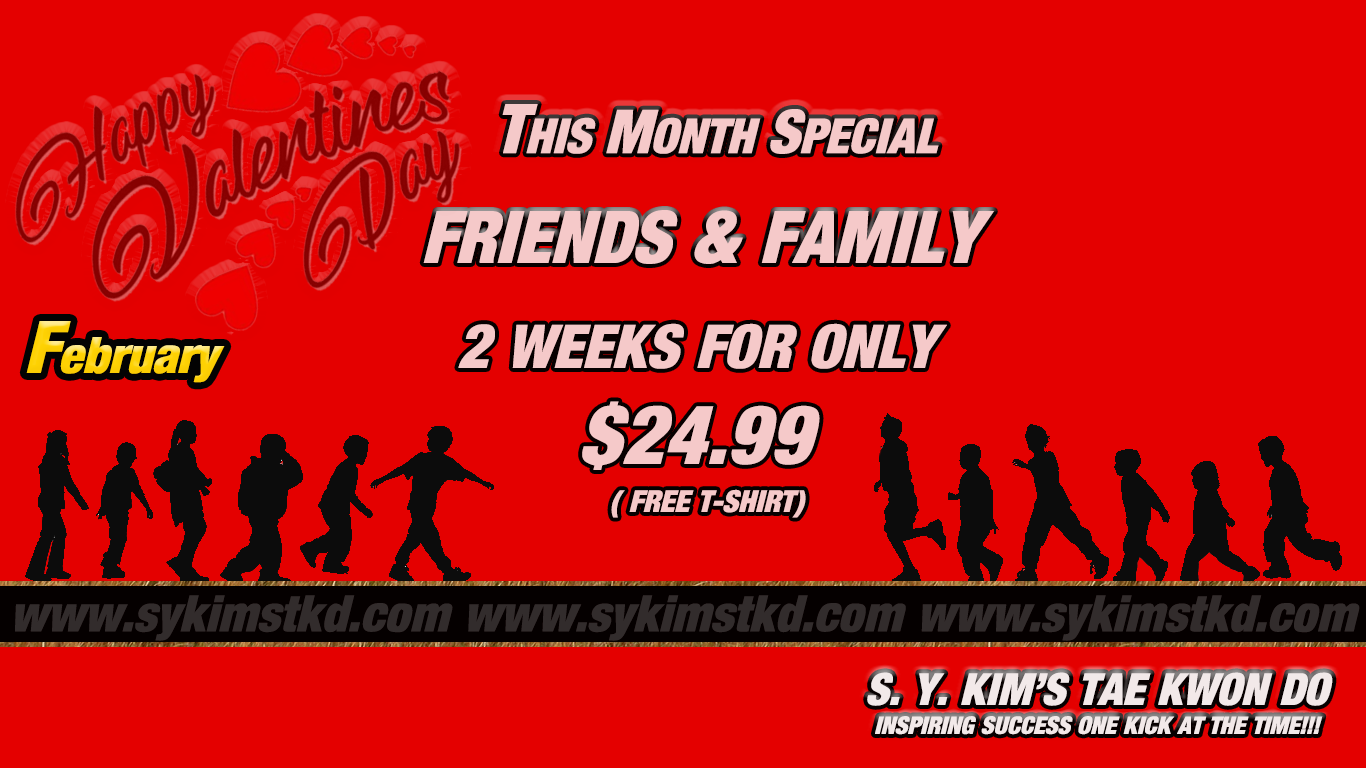 Happy
Valentines
Day
THIS MONTH SPECIAL
FRIENDS & FAMILY
February
2 WEEKS FOR ONLY
$24.99
( FREE T-SHIRT)
www.sykimstkd.com www.sykimstkd.com www.sykimstkd.com
S. Y. KIM'S TAE KWON DO
INSPIRING SUCCESS ONE KICK AT THE TIME!!!